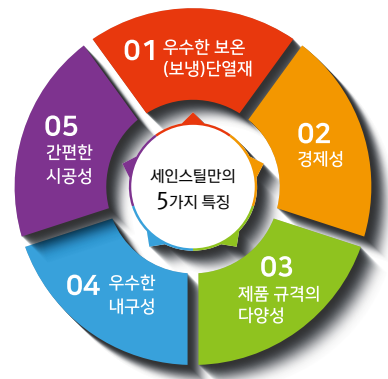 01 우수한 보온
(보냉)단열재
02
경제성
03
제품 규격의
다양성
04 우수한
내구성
05
간편한
시공성
세인스틸만의
5가지 특징